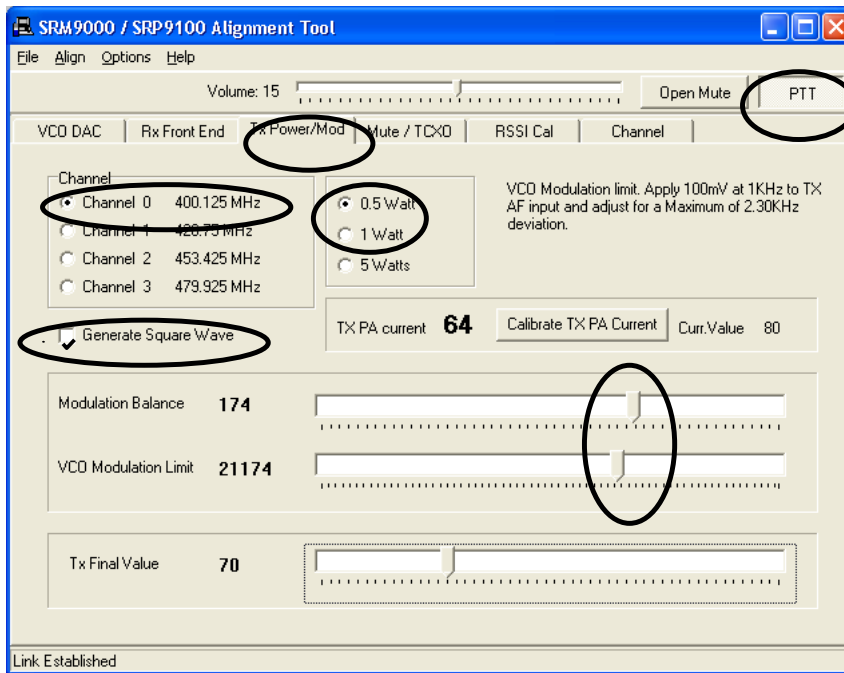 SRM9000 / SRP9100 Alignment Tool
File Align Options Help
Volume: 15 Open Mute PTT
VCO DAC Rx Front End Tx Power/Mod Mute / TCXO RSSI Cal Channel
Channel
Channel 0 400.125 MHz
Channel 1 426.75 MHz
Channel 2 453.425 MHz
Channel 3 479.925 MHz
0.5 Watt
1 Watt
5 Watts
VCO Modulation limit. Apply 100mV at 1KHz to TX
AF input and adjust for a Maximum of 2.30KHz
deviation.
Generate Square Wave
TX PA current 64 Calibrate TX PA Current Curr.Value 80
Modulation Balance 174
VCO Modulation Limit 21174
Tx Final Value 70
Link Established